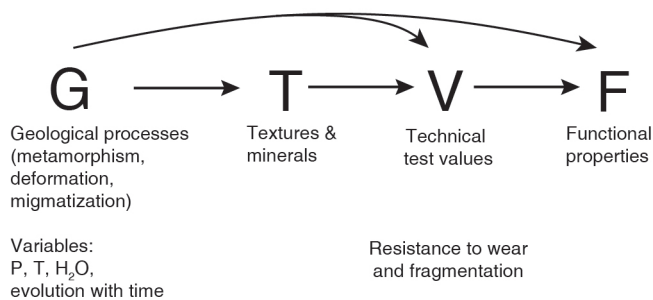 G T V F
Geological processes
(metamorphism,
deformation,
migmatization)
Textures &
minerals
Technical
test values
Functional
properties
Variables:
P, T, H₂O,
evolution with time
Resistance to wear
and fragmentation